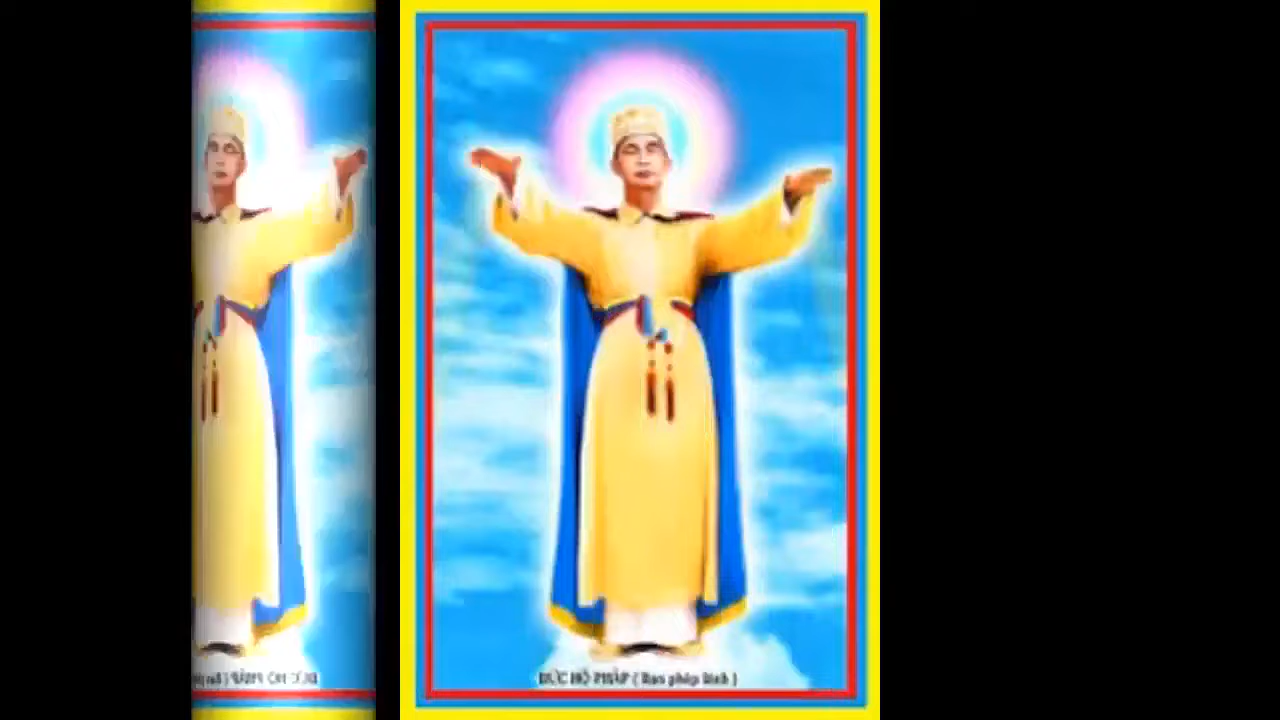 ĐỨC HỘ PHÁP ( Ban phép lành )